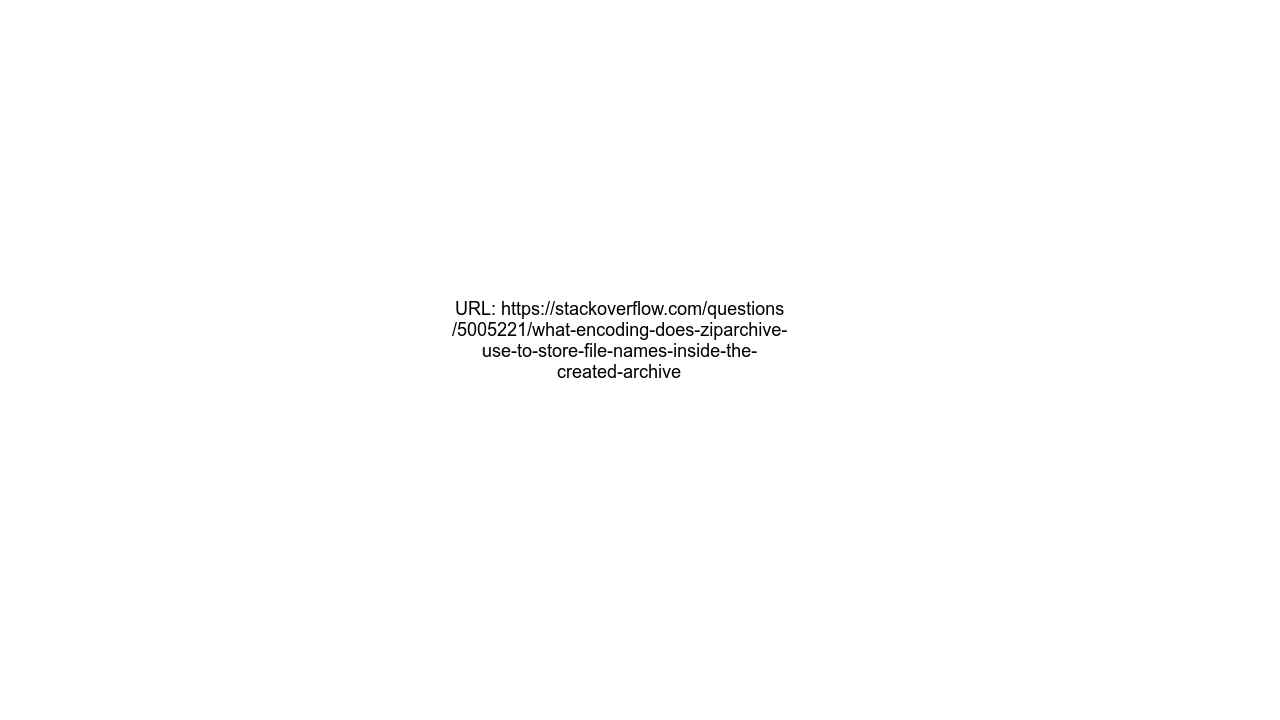 URL: https://stackoverflow.com/questions
/5005221/what-encoding-does-ziparchive-
use-to-store-file-names-inside-the-
created-archive